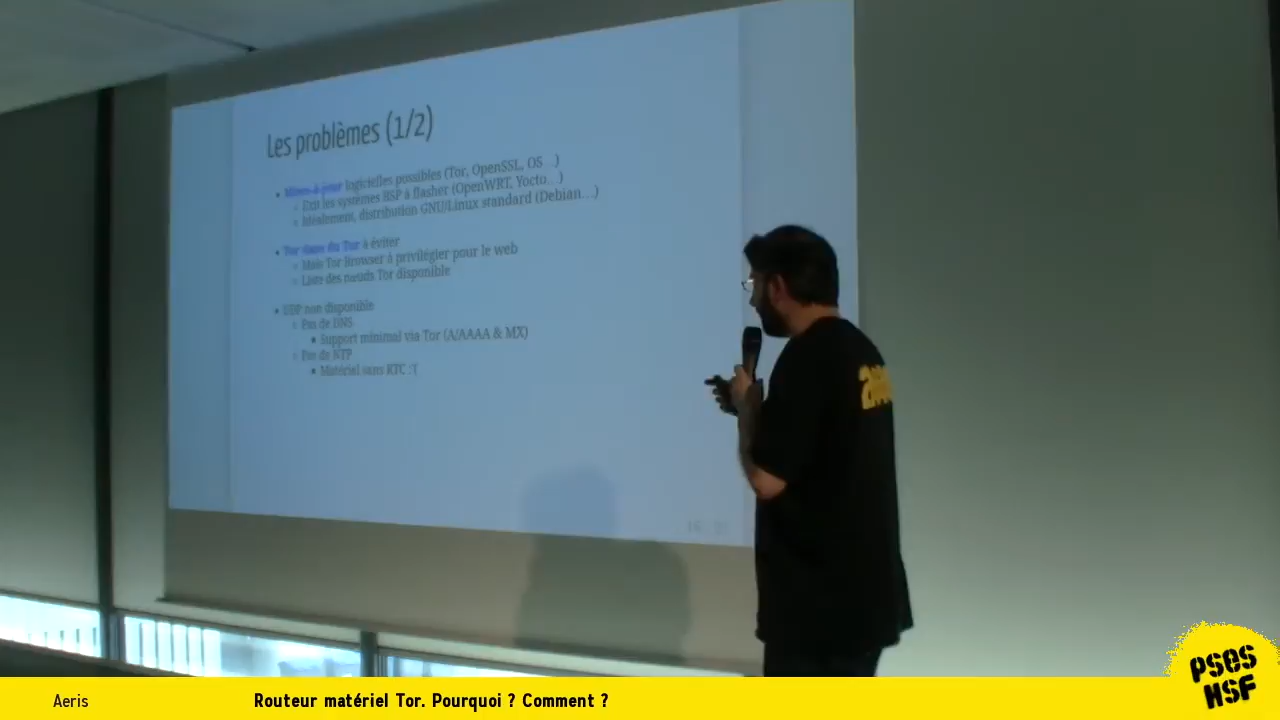 Les problèmes (1/2)
Mises à jour logicielles possibles (Tor, OpenSSL, OS…)
Exit les systèmes BSP à flasher (OpenWRT, Yocto…)
Idéalement, distribution GNU/Linux standard (Debian…)
Tor dans du Tor à éviter
Mais Tor Browser à privilégier pour le web
Liste des nœuds Tor disponible
UDP non disponible
Pas de DNS
Support minimal via Tor (A/AAAA & MX)
Pas de NTP
Matériel sans RTC :'(
Aeris
Routeur matériel Tor. Pourquoi ? Comment ?
PSES
HSF